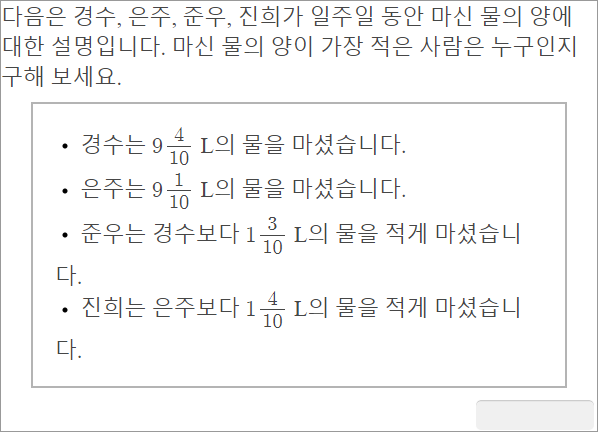 다음은 경수, 은주, 준우, 진희가 일주일 동안 마신 물의 양에
대한 설명입니다. 마신 물의 양이 가장 적은 사람은 누구인지
구해 보세요.
• 경수는 9 4/10 L의 물을 마셨습니다.
• 은주는 9 1/10 L의 물을 마셨습니다.
• 준우는 경수보다 1 3/10 L의 물을 적게 마셨습니
다.
• 진희는 은주보다 1 4/10 L의 물을 적게 마셨습니
다.